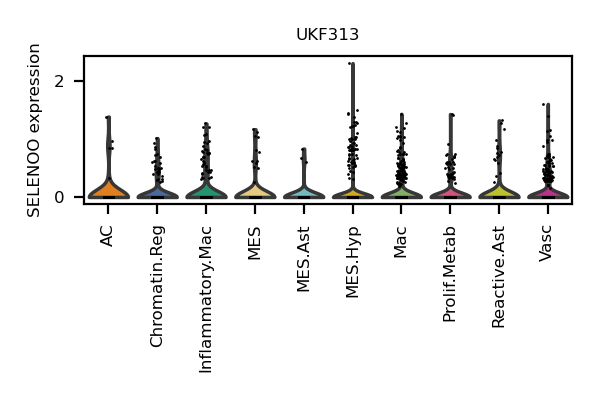 UKF313
SELENOO expression
2
0
AC
Chromatin.Reg
Inflammatory.Mac
MES
MES.Ast
MES.Hyp
Mac
Prolif.Metab
Reactive.Ast
Vasc